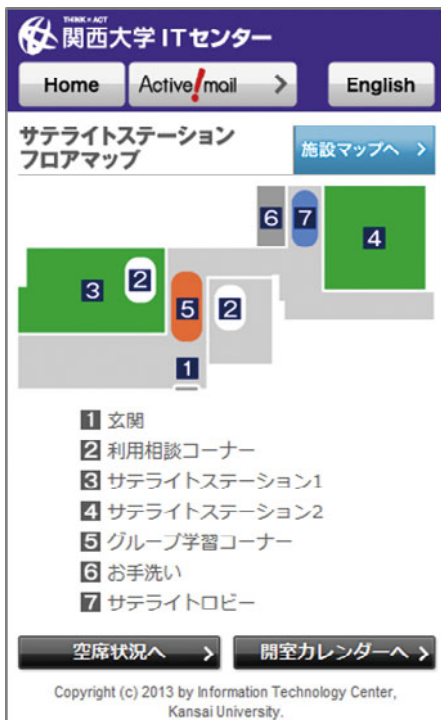 THINK×ACT
関西大学 ITセンター
Home Active!mail > English
サテライトステーション
フロアマップ
施設マップへ >
6 7 4
3 2 5 2
1
1 玄関
2 利用相談コーナー
3 サテライトステーション1
4 サテライトステーション2
5 グループ学習コーナー
6 お手洗い
7 サテライトロビー
空席状況へ > 開室カレンダーへ >
Copyright (c) 2013 by Information Technology Center,
Kansai University.